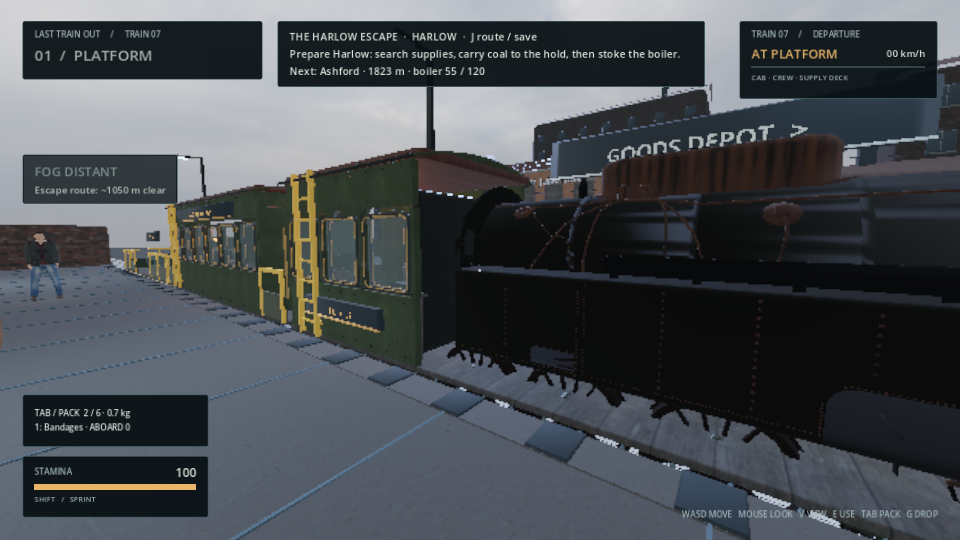 LAST TRAIN OUT / TRAIN 07
01 / PLATFORM
THE HARLOW ESCAPE · HARLOW · J route / save
Prepare Harlow: search supplies, carry coal to the hold, then stoke the boiler.
Next: Ashford · 1823 m · boiler 55 / 120
TRAIN 07 / DEPARTURE
AT PLATFORM 00 km/h
CAB · CREW · SUPPLY DECK
GOODS DEPOT >
FOG DISTANT
Escape route: ~1050 m clear
TAB / PACK 2 / 6 · 0.7 kg
1: Bandages · ABOARD 0
STAMINA 100
SHIFT / SPRINT
WASD MOVE MOUSE LOOK V VIEW E USE TAB PACK G DROP